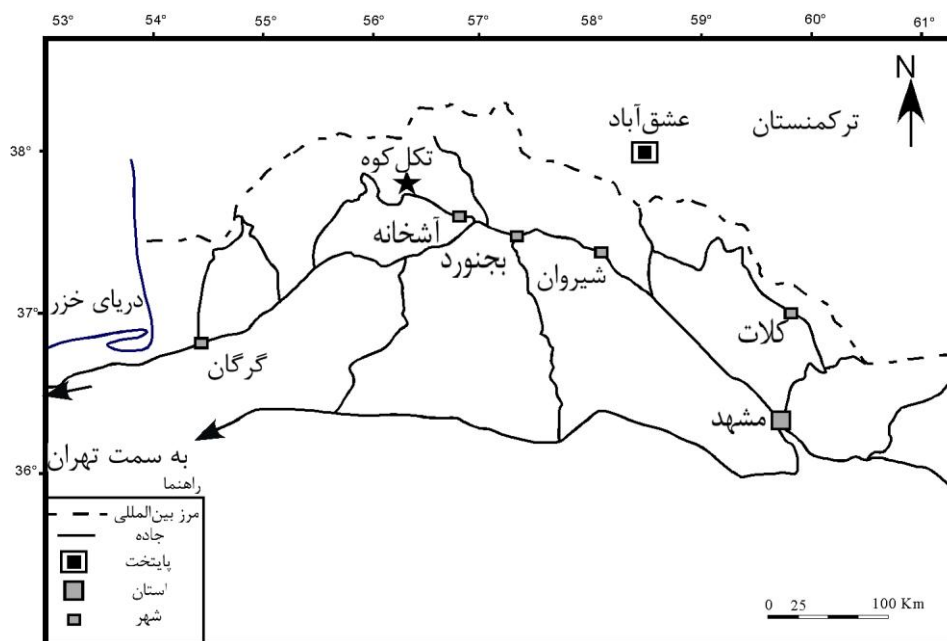 53° 54° 55° 56° 57° 58° 59° 60° 61°
N
ترکمنستان
عشق‌آباد
38°
تکل‌کوه
آشخانه
بجنورد
شیروان
دریای خزر
37°
کلات
گرگان
مشهد
36°
به سمت تهران
راهنما
مرز بین‌المللی
جاده
پایتخت
استان
شهر
0 25 100 Km